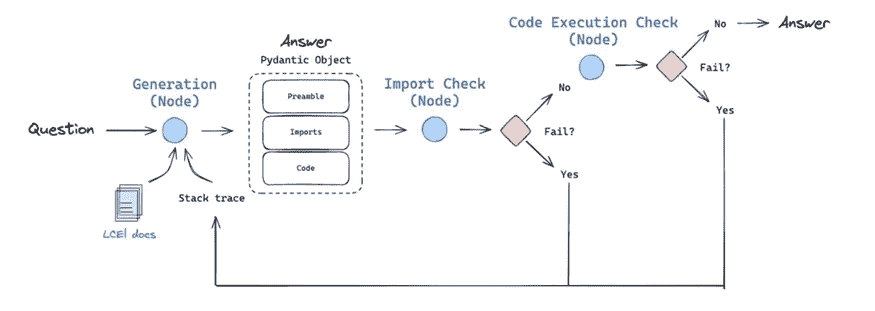 Code Execution Check
(Node)
No
Answer
Fail?
Yes
Answer
Pydantic Object
Preamble
Imports
Code
Import Check
(Node)
No
Fail?
Yes
Generation
(Node)
Question
Stack trace
LCEL docs